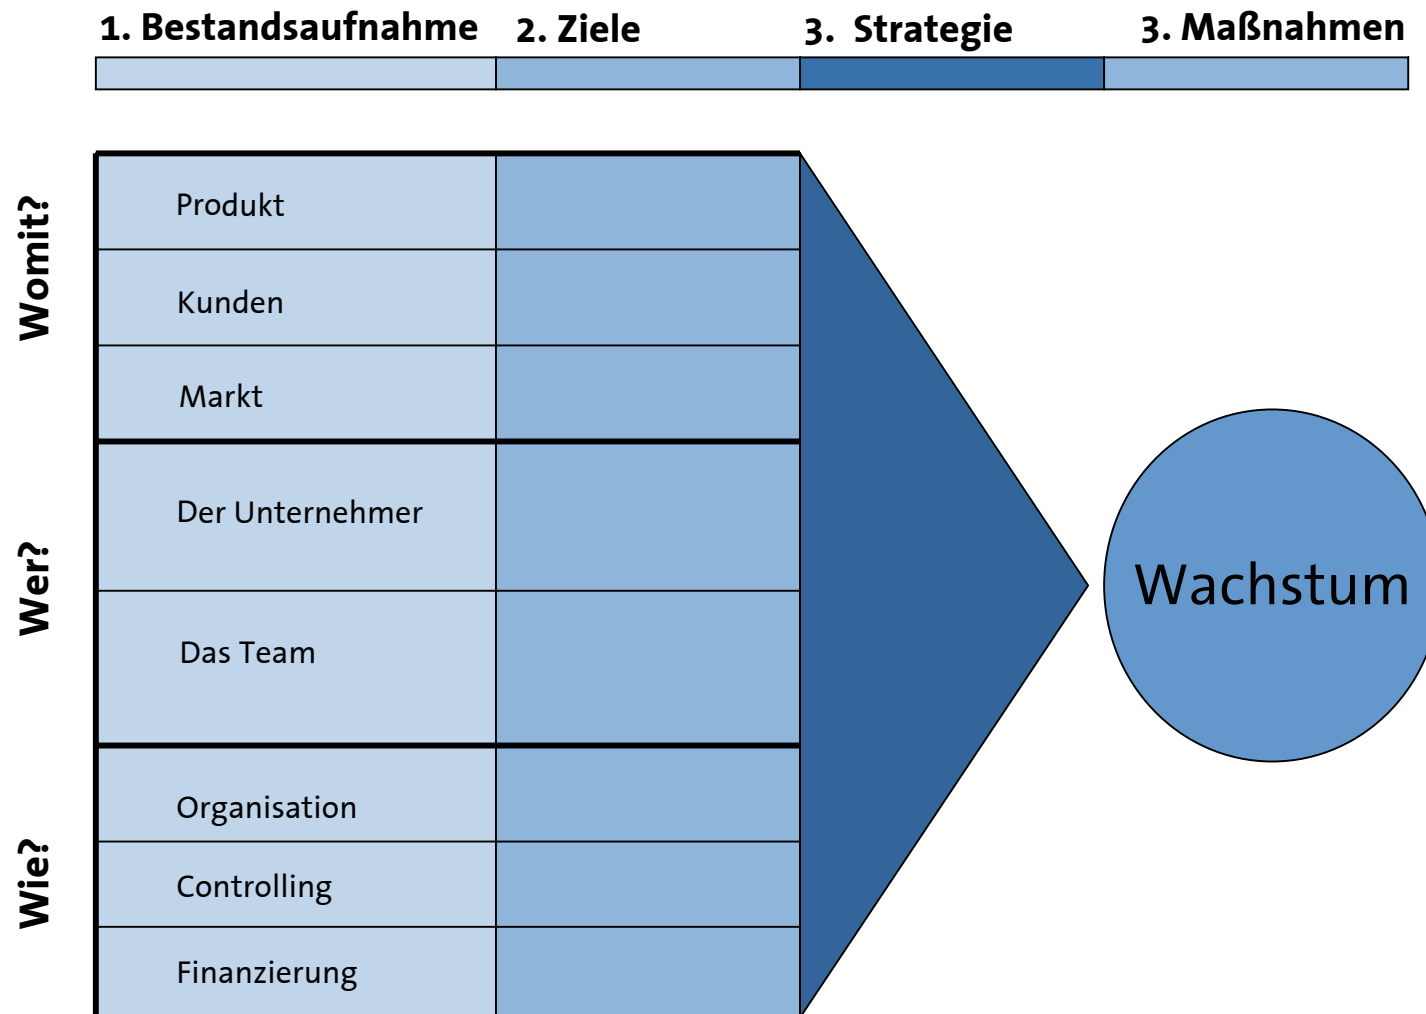 1. Bestandsaufnahme 2. Ziele 3. Strategie 3. Maßnahmen
Womit?
Produkt
Kunden
Markt
Wer?
Der Unternehmer
Das Team
Wachstum
Wie?
Organisation
Controlling
Finanzierung